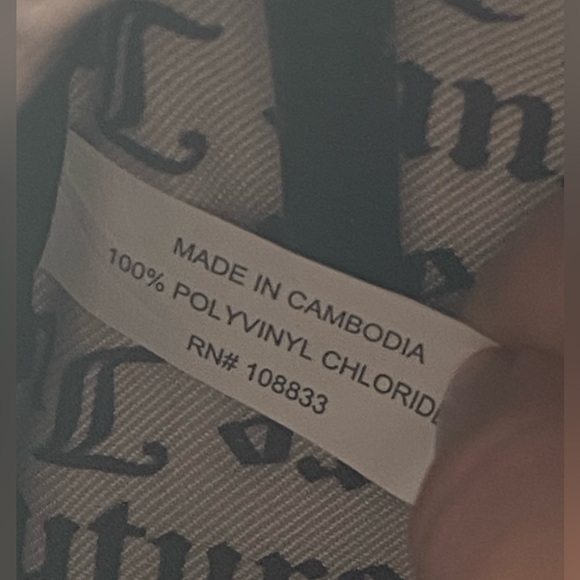 MADE IN CAMBODIA
100% POLYVINYL CHLORID
RN# 108833